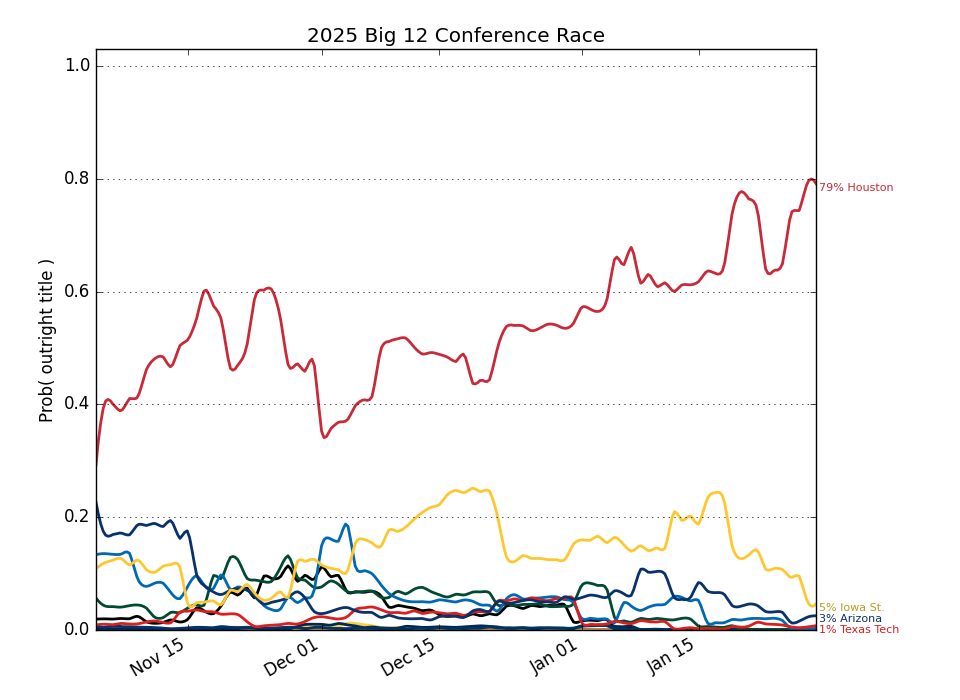 2025 Big 12 Conference Race
Prob( outright title )
1.0
0.8
0.6
0.4
0.2
0.0
79% Houston
5% Iowa St.
3% Arizona
1% Texas Tech
Nov 15
Dec 01
Dec 15
Jan 01
Jan 15